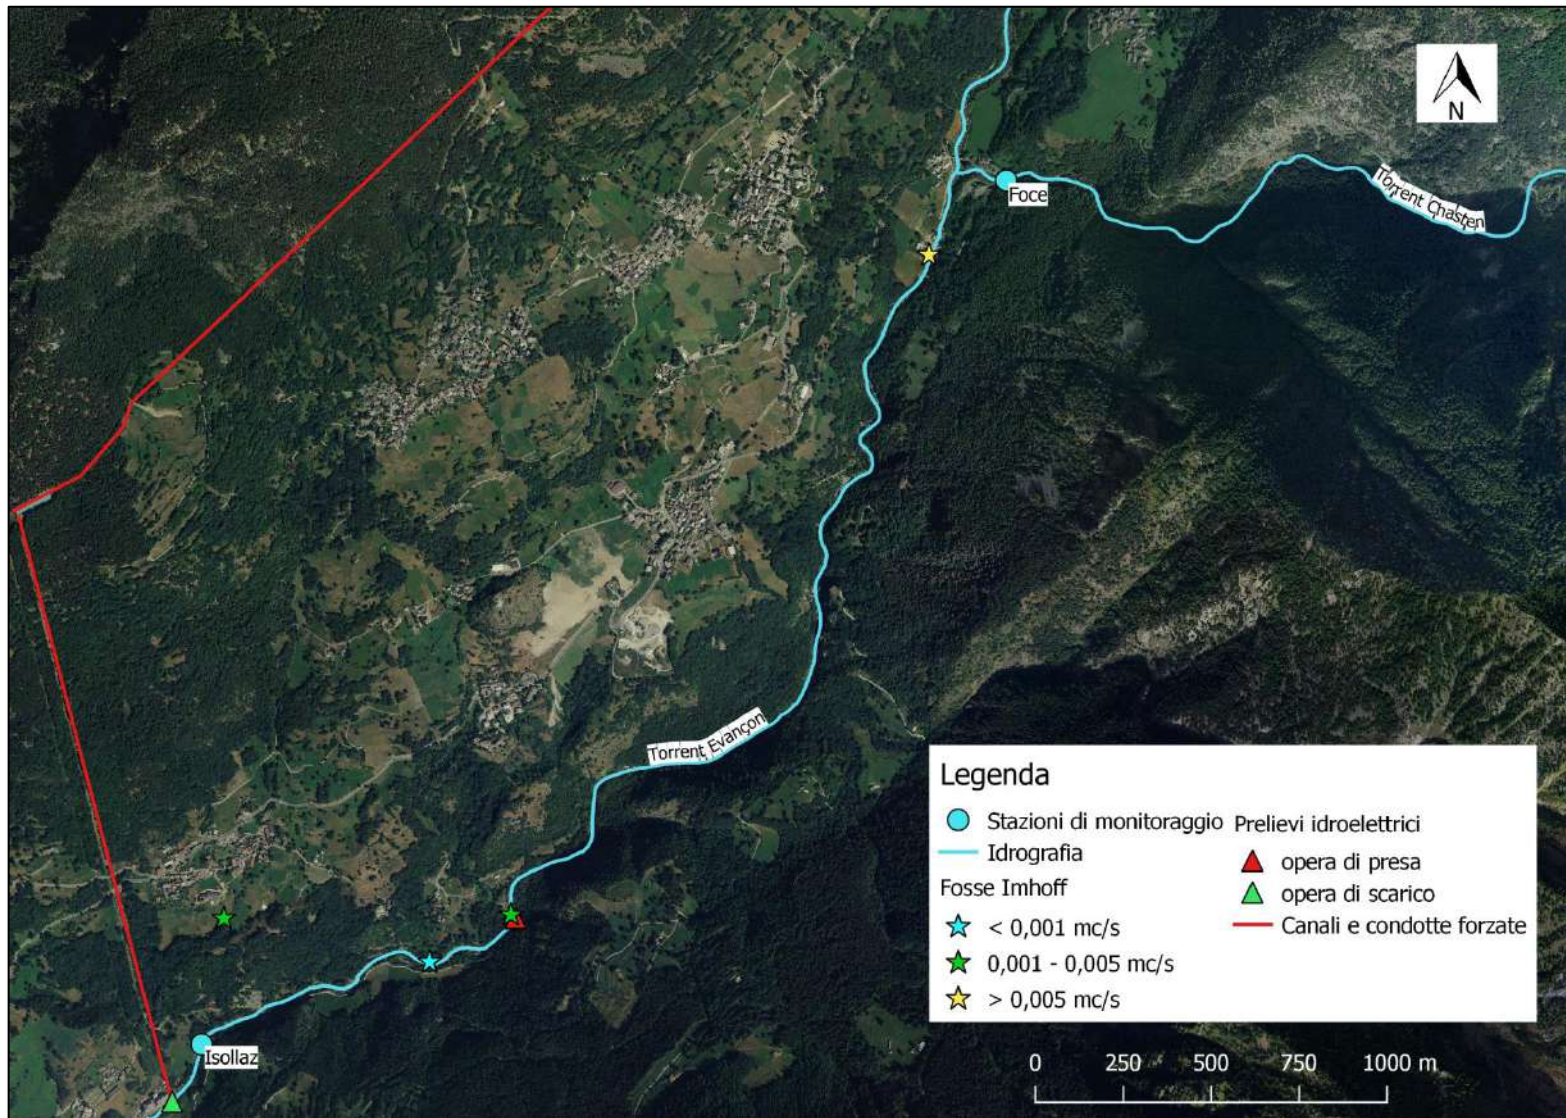 N
Foce
Torrent Chasten
Torrent Evançon
Isollaz
Legenda
Stazioni di monitoraggio
Idrografia
Fosse Imhoff
< 0,001 mc/s
0,001 - 0,005 mc/s
> 0,005 mc/s
Prelievi idroelettrici
opera di presa
opera di scarico
Canali e condotte forzate
0 250 500 750 1000 m